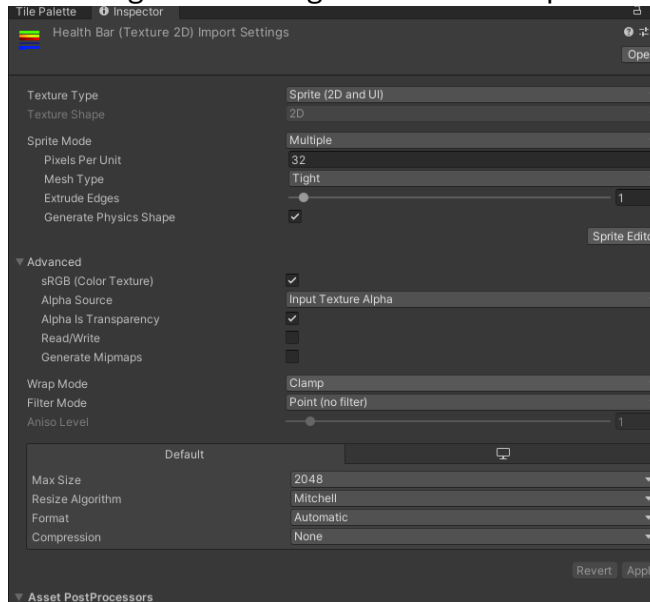 Tile Palette Inspector
Health Bar (Texture 2D) Import Settings
Ope
Texture Type Sprite (2D and UI)
Texture Shape 2D
Sprite Mode Multiple
Pixels Per Unit 32
Mesh Type Tight
Extrude Edges 1
Generate Physics Shape
Sprite Edito
Advanced
sRGB (Color Texture)
Alpha Source Input Texture Alpha
Alpha Is Transparency
Read/Write
Generate Mipmaps
Wrap Mode Clamp
Filter Mode Point (no filter)
Aniso Level 1
Default
Max Size 2048
Resize Algorithm Mitchell
Format Automatic
Compression None
Revert Appl
Asset PostProcessors